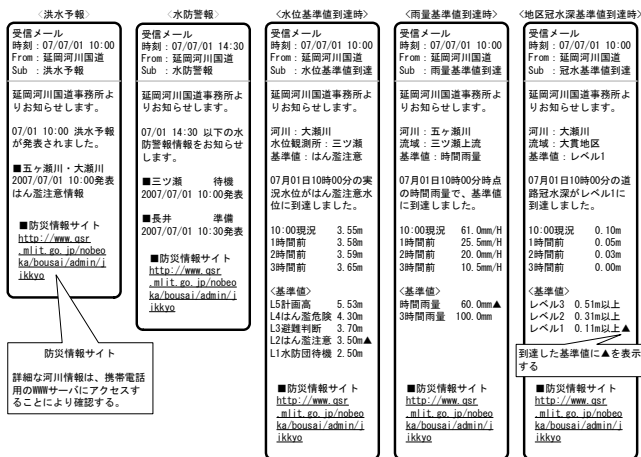 <洪水予報>
受信メール
時刻：07/07/01 10:00
From：延岡河川国道
Sub ：洪水予報
延岡河川国道事務所よ
りお知らせします。
07/01 10:00 洪水予報
が発表されました。
■五ヶ瀬川・大瀬川
2007/07/01 10:00発表
はん濫注意情報
■防災情報サイト
http://www.qsr
.mlit.go.jp/nobeo
ka/bousai/admin/j
ikkyo
防災情報サイト
詳細な河川情報は、携帯電話
用のWWWサーバにアクセスす
ることにより確認する。
<水防警報>
受信メール
時刻：07/07/01 14:30
From：延岡河川国道
Sub ：水防警報
延岡河川国道事務所よ
りお知らせします。
07/01 14:30 以下の水
防警報情報をお知らせ
します。
■三ツ瀬　　待機
2007/07/01 10:00発表
■長井　　準備
2007/07/01 10:30発表
■防災情報サイト
http://www.qsr
.mlit.go.jp/nobeo
ka/bousai/admin/j
ikkyo
<水位基準値到達時>
受信メール
時刻：07/07/01 10:00
From：延岡河川国道
Sub ：水位基準値到達
延岡河川国道事務所よ
りお知らせします。
河川：大瀬川
水位観測所：三ツ瀬
基準値：はん濫注意
07月01日10時00分の実
況水位がはん濫注意水
位に到達しました。
10:00現況 3.55m
1時間前 3.58m
2時間前 3.59m
3時間前 3.65m
<基準値>
L5計画高 5.53m
L4はん濫危険 4.30m
L3避難判断 3.70m
L2はん濫注意 3.50m▲
L1水防団待機 2.50m
■防災情報サイト
http://www.qsr
.mlit.go.jp/nobeo
ka/bousai/admin/j
ikkyo
<雨量基準値到達時>
受信メール
時刻：07/07/01 10:00
From：延岡河川国道
Sub ：雨量基準値到達
延岡河川国道事務所よ
りお知らせします。
河川：五ヶ瀬川
流域：三ツ瀬上流
基準値：時間雨量
07月01日10時00分時点
の時間雨量で、基準値
に到達しました。
10:00現況 61.0mm/H
1時間前 25.5mm/H
2時間前 20.0mm/H
3時間前 10.5mm/H
<基準値>
時間雨量 60.0mm▲
3時間雨量 100.0mm
■防災情報サイト
http://www.qsr
.mlit.go.jp/nobeo
ka/bousai/admin/j
ikkyo
<地区冠水深基準値到達時>
受信メール
時刻：07/07/01 10:00
From：延岡河川国道
Sub ：冠水基準値到達
延岡河川国道事務所よ
りお知らせします。
河川：大瀬川
流域：大貫地区
基準値：レベル1
07月01日10時00分の道
路冠水深がレベル1に
到達しました。
10:00現況 0.10m
1時間前 0.05m
2時間前 0.03m
3時間前 0.00m
<基準値>
レベル3 0.51m以上
レベル2 0.31m以上
レベル1 0.11m以上▲
到達した基準値に▲を表示
する
■防災情報サイト
http://www.qsr
.mlit.go.jp/nobeo
ka/bousai/admin/j
ikkyo